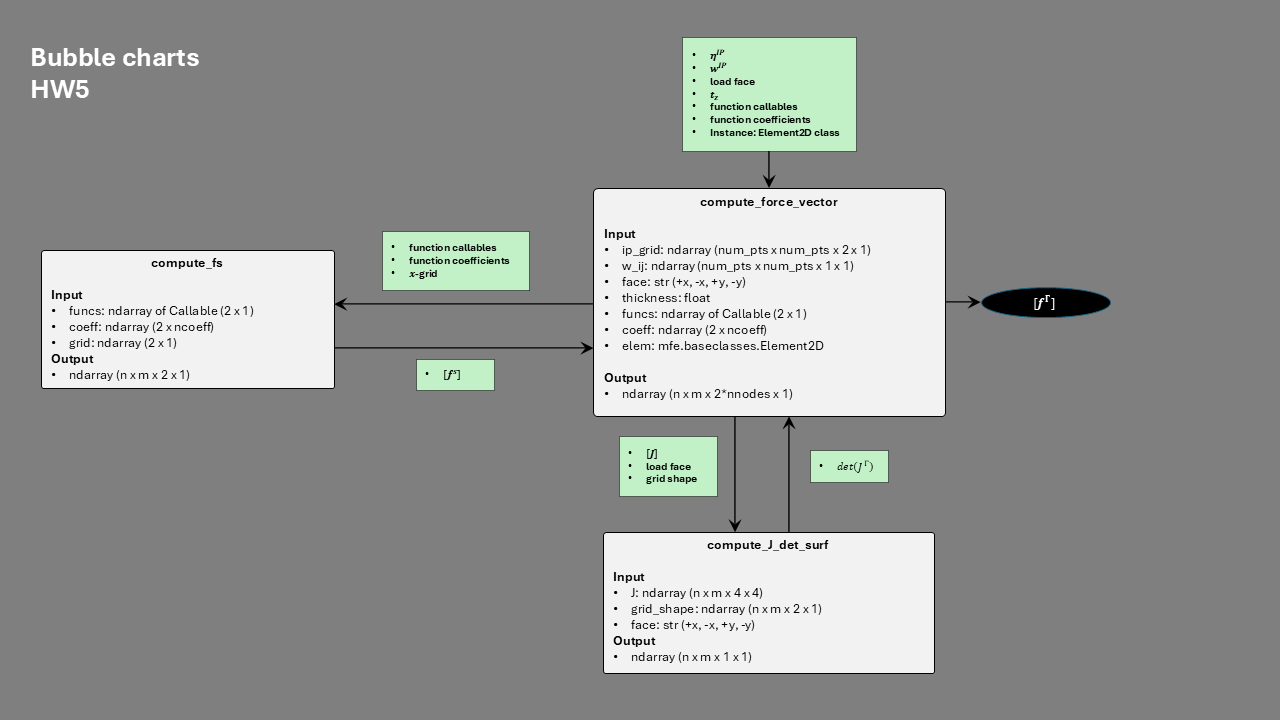 Bubble charts
HW5
• η^IP
• w^IP
• load face
• t_z
• function callables
• function coefficients
• Instance: Element2D class
compute_force_vector
Input
• ip_grid: ndarray (num_pts x num_pts x 2 x 1)
• w_ij: ndarray (num_pts x num_pts x 1 x 1)
• face: str (+x, -x, +y, -y)
• thickness: float
• funcs: ndarray of Callable (2 x 1)
• coeff: ndarray (2 x ncoeff)
• elem: mfe.baseclasses.Element2D
Output
• ndarray (n x m x 2*nnodes x 1)
• function callables
• function coefficients
• x-grid
compute_fs
Input
• funcs: ndarray of Callable (2 x 1)
• coeff: ndarray (2 x ncoeff)
• grid: ndarray (2 x 1)
Output
• ndarray (n x m x 2 x 1)
• [f^s]
[f^Γ]
• [J]
• load face
• grid shape
• det(J^Γ)
compute_J_det_surf
Input
• J: ndarray (n x m x 4 x 4)
• grid_shape: ndarray (n x m x 2 x 1)
• face: str (+x, -x, +y, -y)
Output
• ndarray (n x m x 1 x 1)